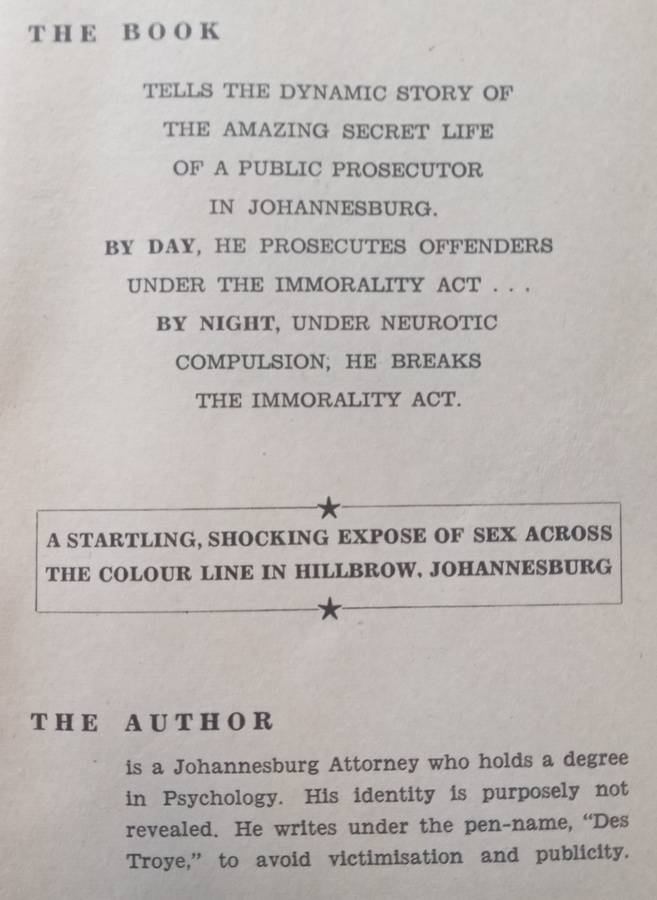 THE BOOK
TELLS THE DYNAMIC STORY OF
THE AMAZING SECRET LIFE
OF A PUBLIC PROSECUTOR
IN JOHANNESBURG.
BY DAY, HE PROSECUTES OFFENDERS
UNDER THE IMMORALITY ACT . . .
BY NIGHT, UNDER NEUROTIC
COMPULSION, HE BREAKS
THE IMMORALITY ACT.
A STARTLING, SHOCKING EXPOSE OF SEX ACROSS
THE COLOUR LINE IN HILLBROW. JOHANNESBURG
THE AUTHOR
is a Johannesburg Attorney who holds a degree
in Psychology. His identity is purposely not
revealed. He writes under the pen-name, "Des
Troye," to avoid victimisation and publicity.